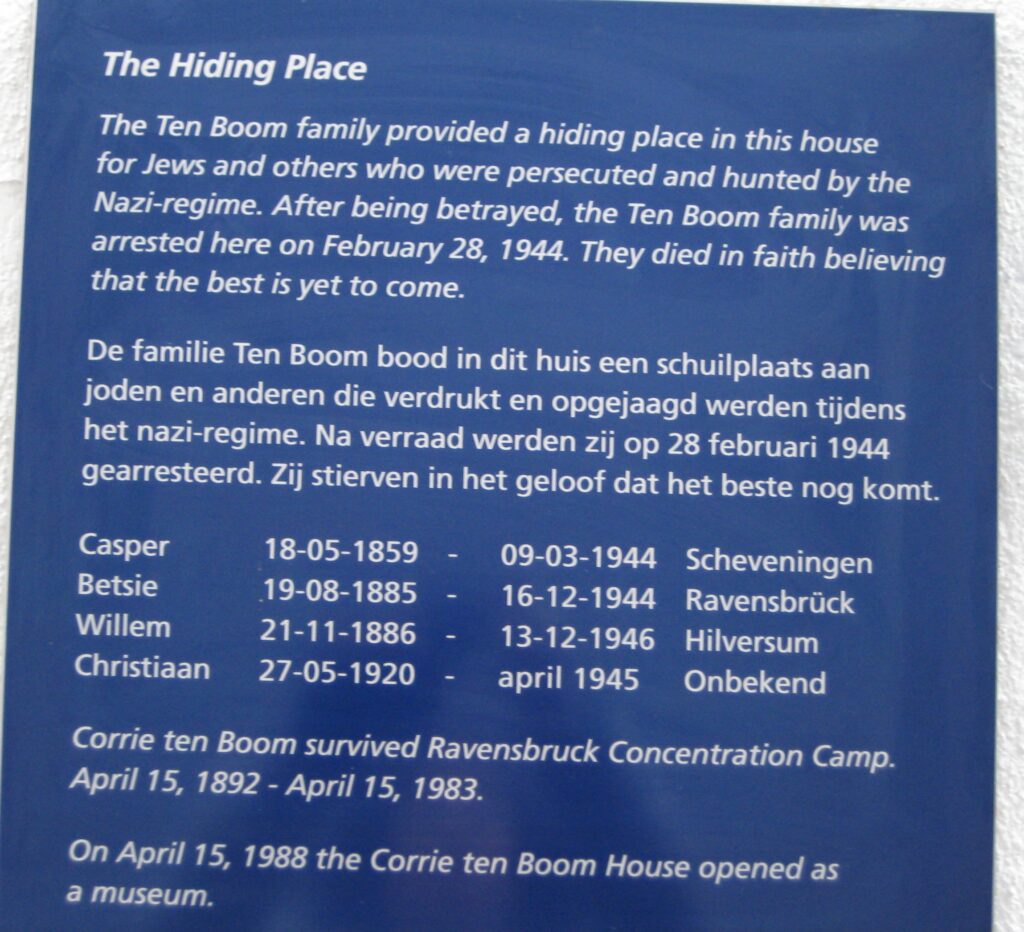 The Hiding Place
The Ten Boom family provided a hiding place in this house
for Jews and others who were persecuted and hunted by the
Nazi-regime. After being betrayed, the Ten Boom family was
arrested here on February 28, 1944. They died in faith believing
that the best is yet to come.
De familie Ten Boom bood in dit huis een schuilplaats aan
joden en anderen die verdrukt en opgejaagd werden tijdens
het nazi-regime. Na verraad werden zij op 28 februari 1944
gearresteerd. Zij stierven in het geloof dat het beste nog komt.
Casper 18-05-1859 - 09-03-1944 Scheveningen
Betsie 19-08-1885 - 16-12-1944 Ravensbrück
Willem 21-11-1886 - 13-12-1946 Hilversum
Christiaan 27-05-1920 - april 1945 Onbekend
Corrie ten Boom survived Ravensbruck Concentration Camp.
April 15, 1892 - April 15, 1983.
On April 15, 1988 the Corrie ten Boom House opened as
a museum.